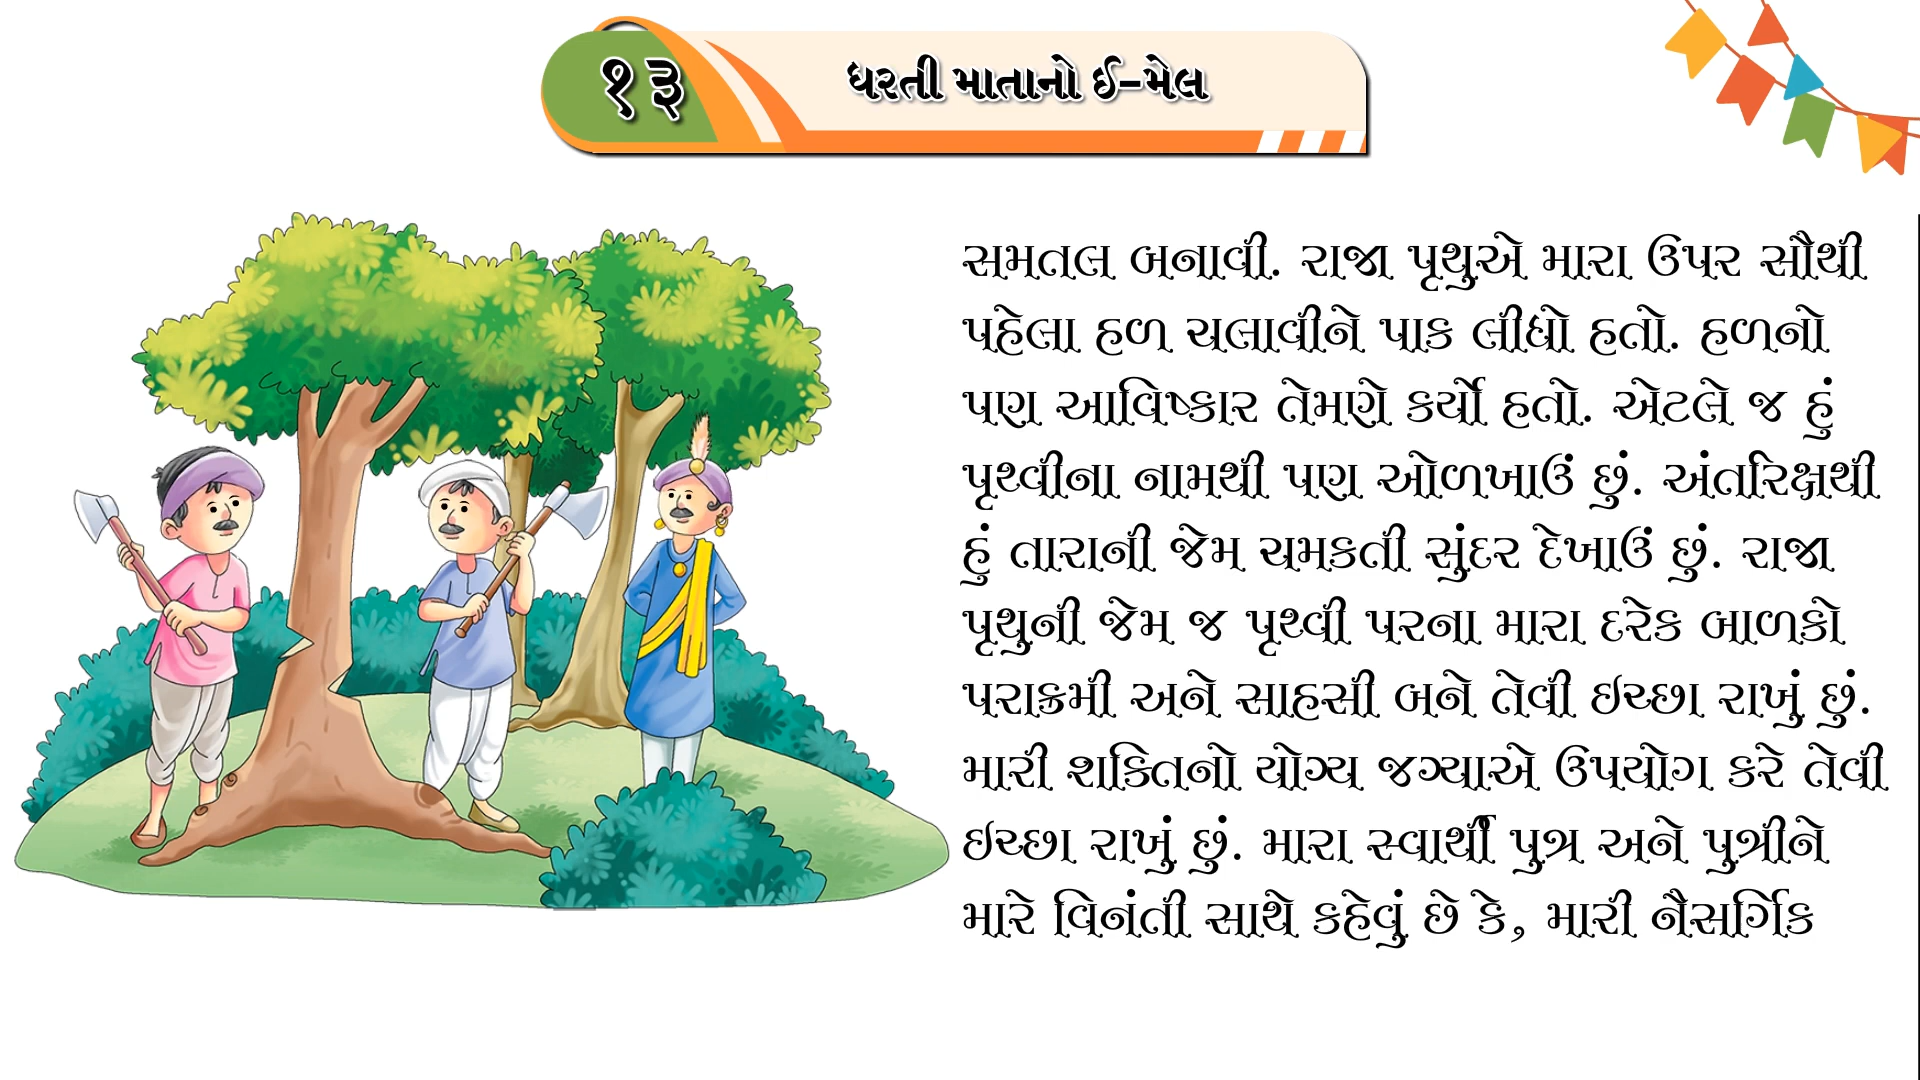 ૧૩
ધરતી માતાનો ઈ-મેલ
સમતલ બનાવી. રાજા પૃથુએ મારા ઉપર સૌથી
પહેલા હળ ચલાવીને પાક લીધો હતો. હળનો
પણ આવિષ્કાર તેમણે કર્યો હતો. એટલે જ હું
પૃથ્વીના નામથી પણ ઓળખાઉં છું. અંતરિક્ષથી
હું તારાની જેમ ચમકતી સુંદર દેખાઉં છું. રાજા
પૃથુની જેમ જ પૃથ્વી પરના મારા દરેક બાળકો
પરાક્રમી અને સાહસી બને તેવી ઇચ્છા રાખું છું.
મારી શક્તિનો યોગ્ય જગ્યાએ ઉપયોગ કરે તેવી
ઇચ્છા રાખું છું. મારા સ્વાર્થી પુત્ર અને પુત્રીને
મારે વિનંતી સાથે કહેવું છે કે, મારી નૈસર્ગિક